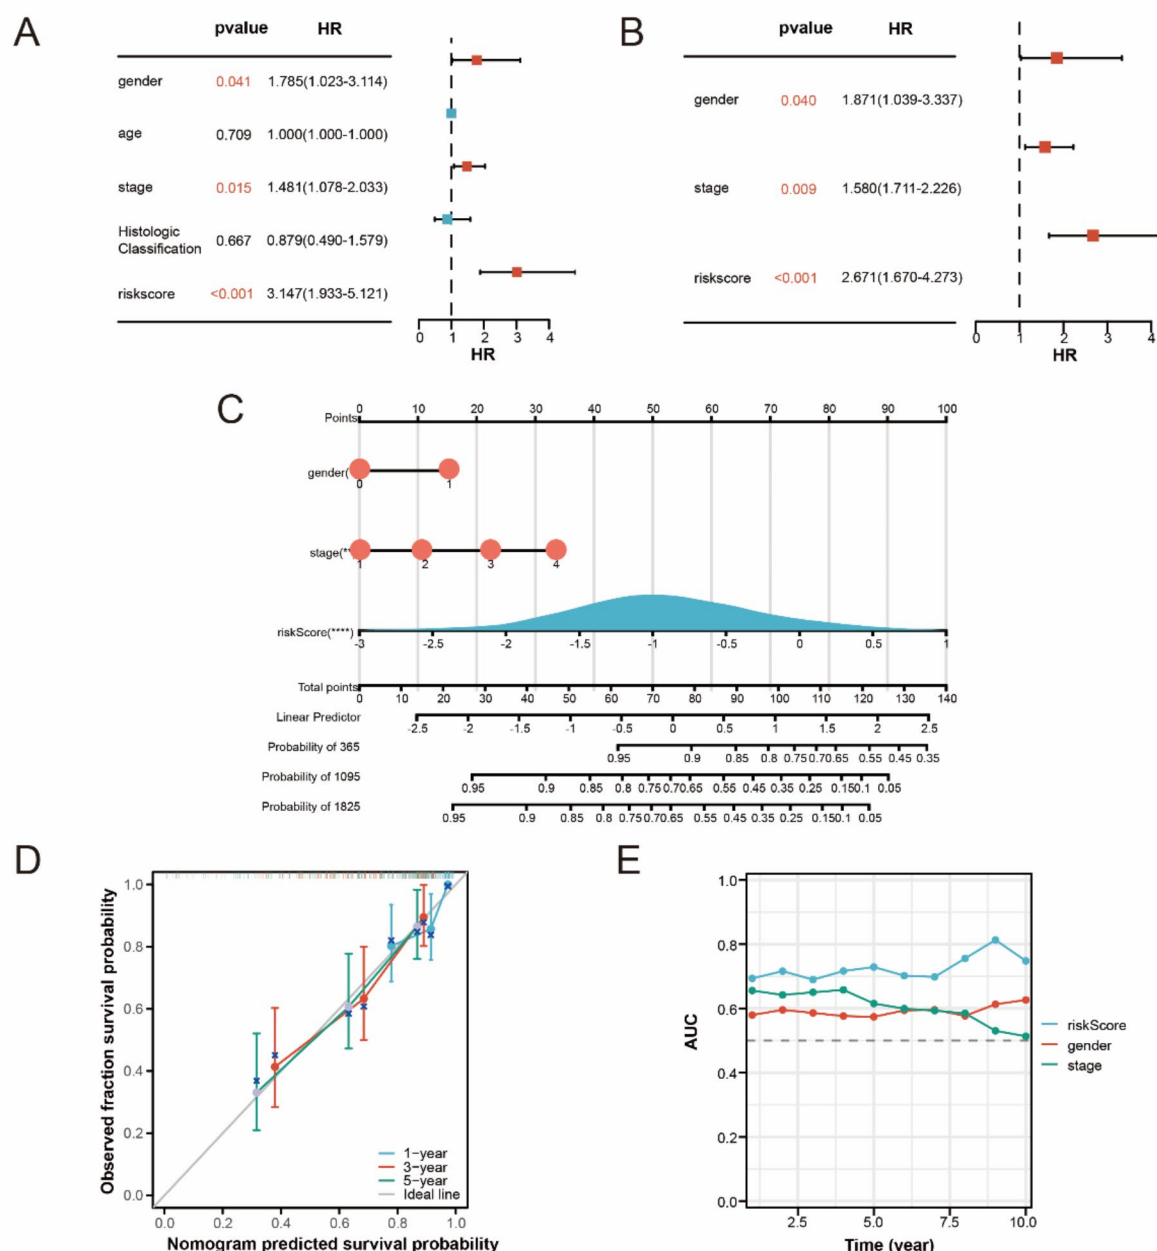 A
pvalue HR
gender 0.041 1.785(1.023-3.114)
age 0.709 1.000(1.000-1.000)
stage 0.015 1.481(1.078-2.033)
Histologic
Classification 0.667 0.879(0.490-1.579)
riskscore <0.001 3.147(1.933-5.121)
0 1 2 3 4
HR
B
pvalue HR
gender 0.040 1.871(1.039-3.337)
stage 0.009 1.580(1.711-2.226)
riskscore <0.001 2.671(1.670-4.273)
0 1 2 3 4
HR
C
Points 0 10 20 30 40 50 60 70 80 90 100
gender(
0 1
stage(*
1 2 3 4
riskScore(****)
-3 -2.5 -2 -1.5 -1 -0.5 0 0.5 1
Total points 0 10 20 30 40 50 60 70 80 90 100 110 120 130 140
Linear Predictor
-2.5 -2 -1.5 -1 -0.5 0 0.5 1 1.5 2 2.5
Probability of 365
0.95 0.9 0.85 0.8 0.75 0.70 0.65 0.55 0.45 0.35
Probability of 1095
0.95 0.9 0.85 0.8 0.75 0.70 0.65 0.55 0.45 0.35 0.25 0.15 0.1 0.05
Probability of 1825
0.95 0.9 0.85 0.8 0.75 0.70 0.65 0.55 0.45 0.35 0.25 0.15 0.1 0.05
D
Observed fraction survival probability
1.0
0.8
0.6
0.4
0.2
0.0
1-year
3-year
5-year
Ideal line
0.0 0.2 0.4 0.6 0.8 1.0
Nomogram predicted survival probability
E
AUC
1.0
0.8
0.6
0.4
0.2
0.0
riskScore
gender
stage
2.5 5.0 7.5 10.0
Time (year)